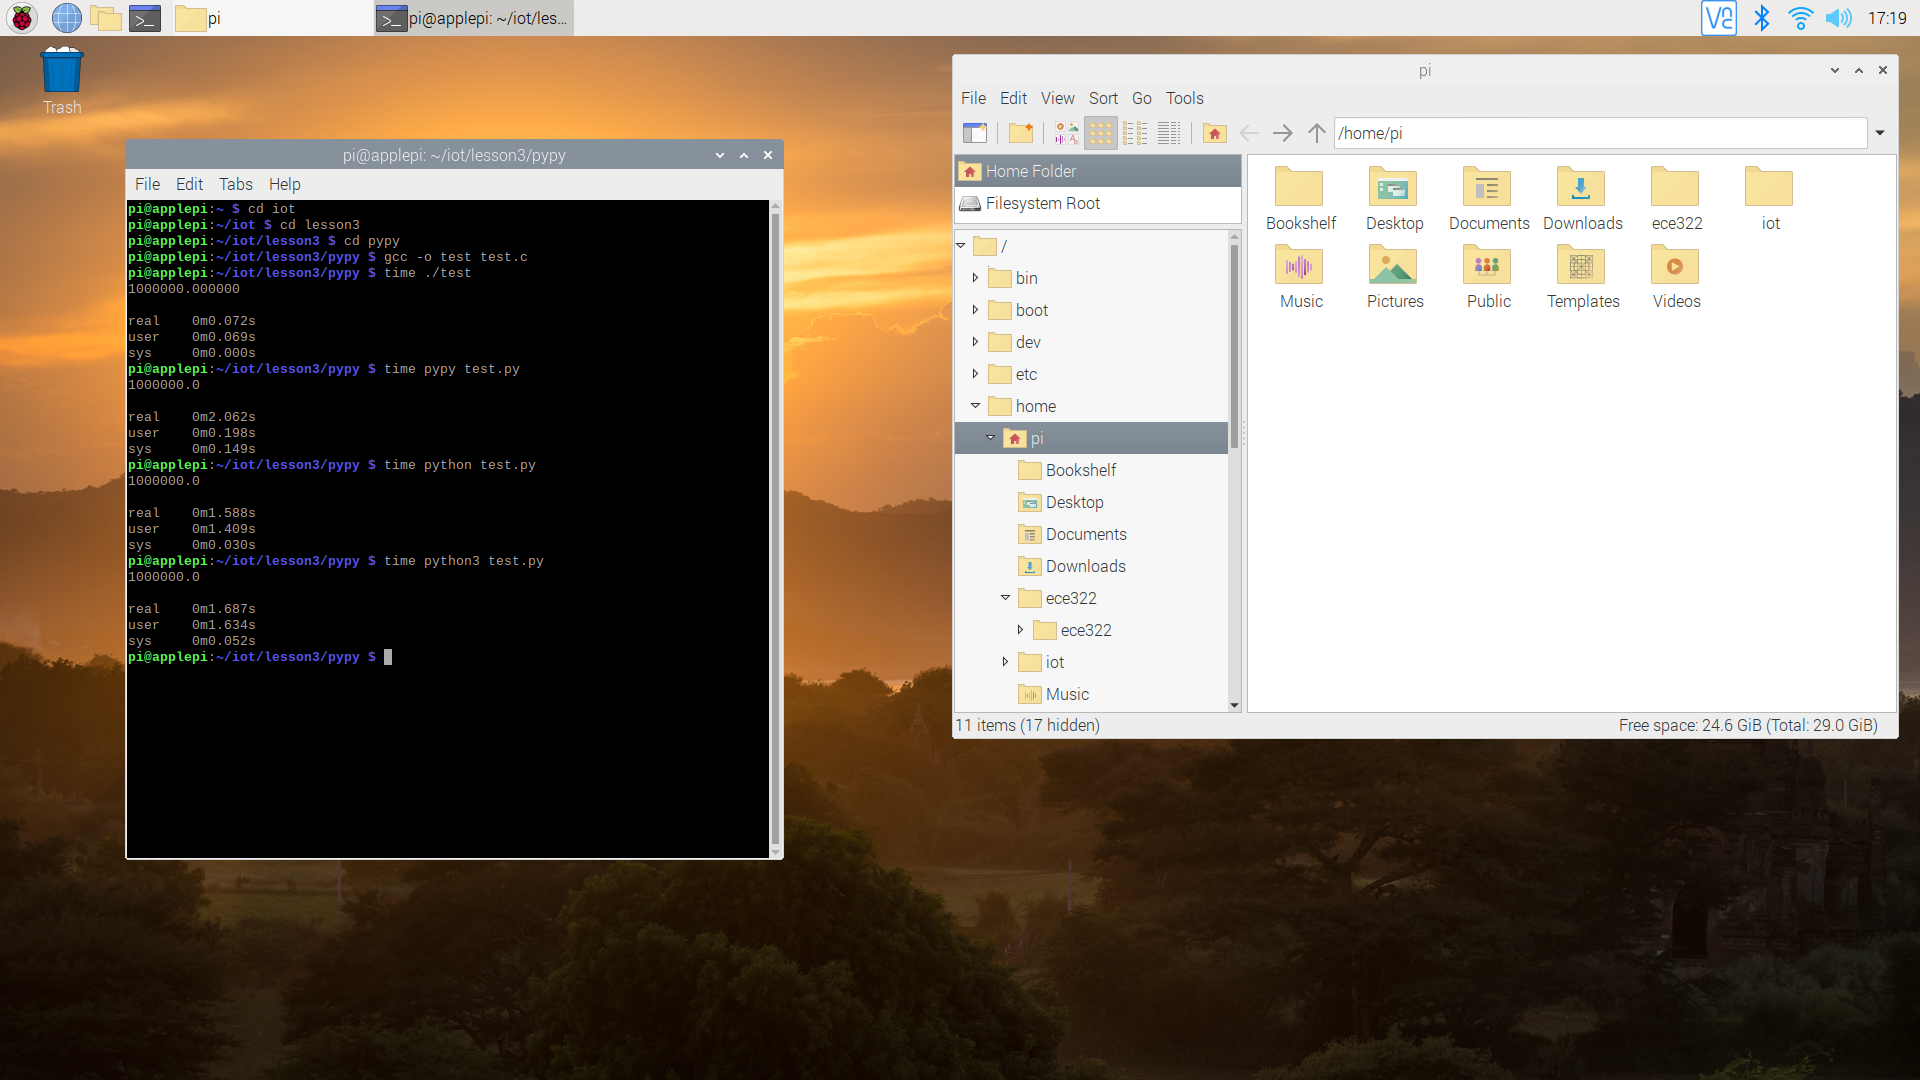 pi
pi@applepi: ~/iot/les...
17:19
Trash
pi@applepi: ~/iot/lesson3/pypy
File Edit Tabs Help
pi@applepi:~ $ cd iot
pi@applepi:~/iot $ cd lesson3
pi@applepi:~/iot/lesson3 $ cd pypy
pi@applepi:~/iot/lesson3/pypy $ gcc -o test test.c
pi@applepi:~/iot/lesson3/pypy $ time ./test
1000000.000000
real 0m0.072s
user 0m0.069s
sys 0m0.000s
pi@applepi:~/iot/lesson3/pypy $ time pypy test.py
1000000.0
real 0m2.062s
user 0m0.198s
sys 0m0.149s
pi@applepi:~/iot/lesson3/pypy $ time python test.py
1000000.0
real 0m1.588s
user 0m1.409s
sys 0m0.030s
pi@applepi:~/iot/lesson3/pypy $ time python3 test.py
1000000.0
real 0m1.687s
user 0m1.634s
sys 0m0.052s
pi@applepi:~/iot/lesson3/pypy $
pi
File Edit View Sort Go Tools
/home/pi
Home Folder
Filesystem Root
/
bin
boot
dev
etc
home
pi
Bookshelf
Desktop
Documents
Downloads
ece322
ece322
iot
Music
Bookshelf Desktop Documents Downloads ece322 iot
Music Pictures Public Templates Videos
11 items (17 hidden)
Free space: 24.6 GiB (Total: 29.0 GiB)